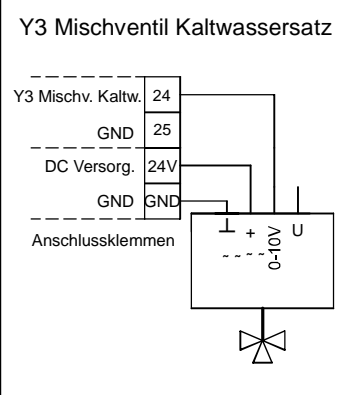 Y3 Mischventil Kaltwassersatz
Y3 Mischv. Kaltw. 24
GND 25
DC Versorg. 24V
GND GND
Anschlussklemmen
⊥ + 0-10V U
~ ~ ~ ~